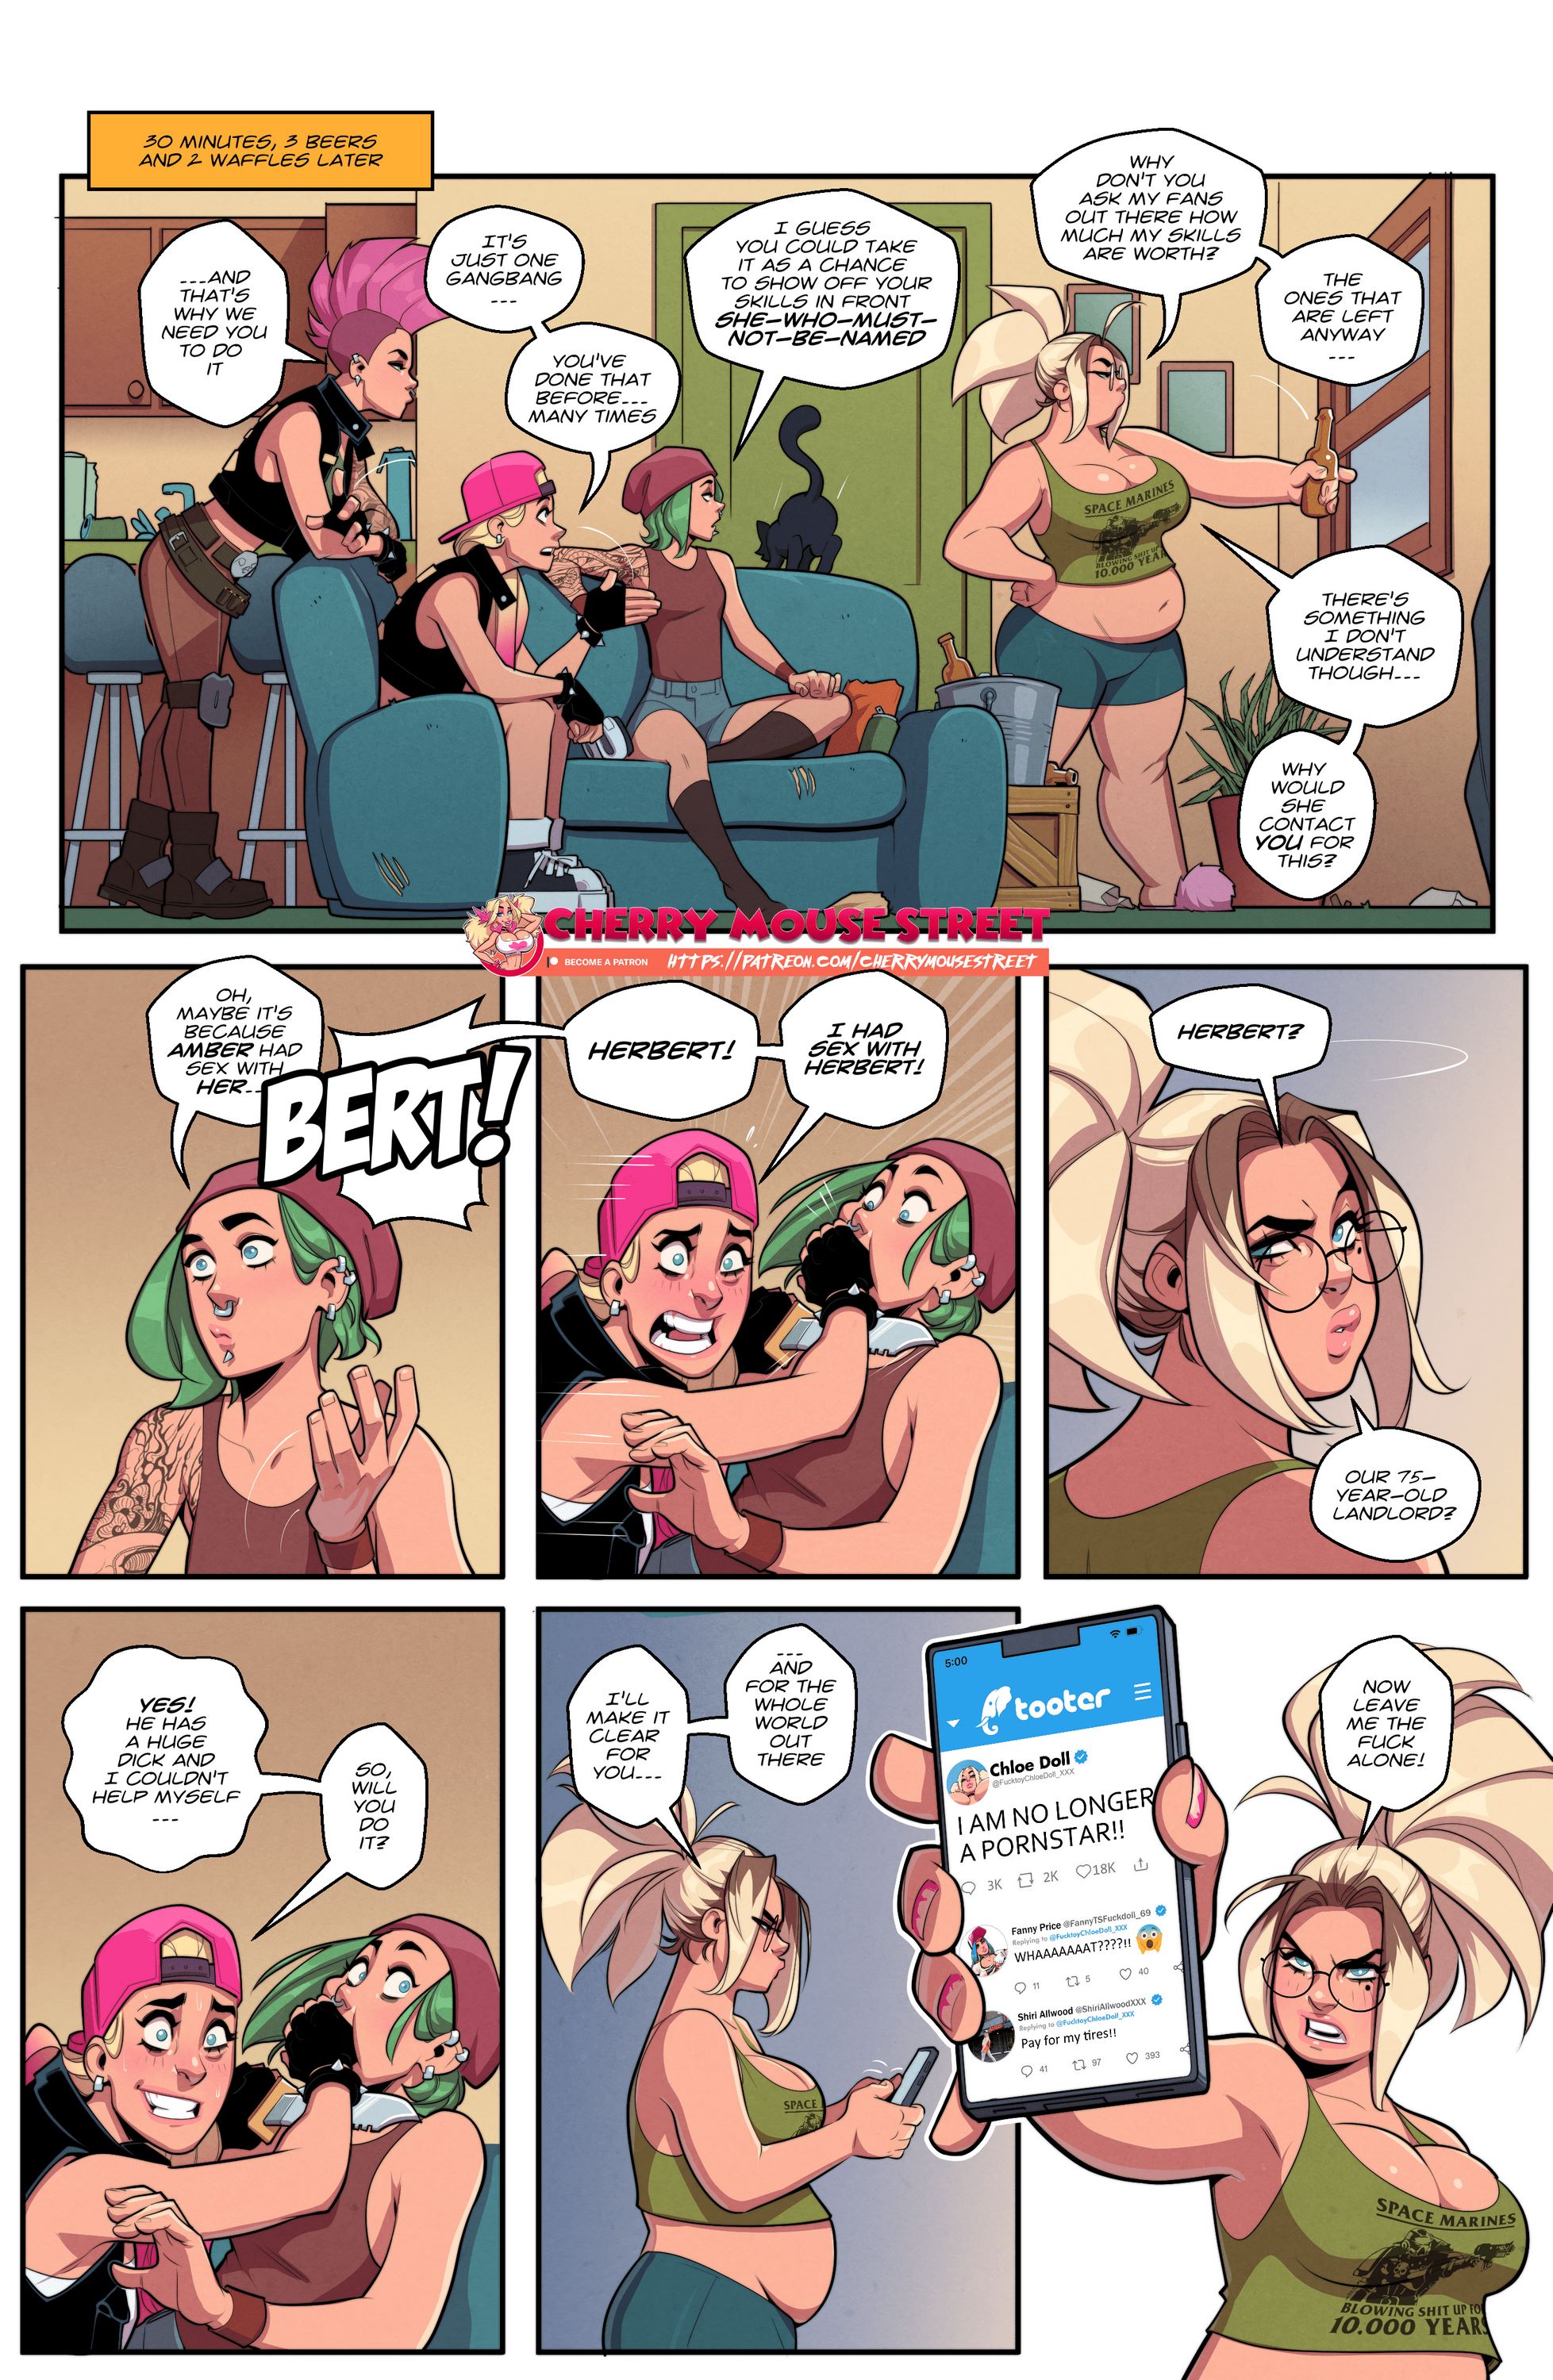 30 MINUTES, 3 BEERS
AND 2 WAFFLES LATER
---AND
THAT'S
WHY WE
NEED YOU
TO DO
IT
IT'S
JUST ONE
GANGBANG
---
YOU'VE
DONE THAT
BEFORE---
MANY TIMES
I GUESS
YOU COULD TAKE
IT AS A CHANCE
TO SHOW OFF YOUR
SKILLS IN FRONT
SHE-WHO-MUST-
NOT-BE-NAMED
WHY
DON'T YOU
ASK MY FANS
OUT THERE HOW
MUCH MY SKILLS
ARE WORTH?
THE
ONES THAT
ARE LEFT
ANYWAY
---
SPACE MARINES
BLOWING SHIT UP
10.000 YEAR
THERE'S
SOMETHING
I DON'T
UNDERSTAND
THOUGH---
WHY
WOULD
SHE
CONTACT
YOU FOR
THIS?
CHERRY MOUSE STREET
BECOME A PATRON HTTPS://PATREON.COM/CHERRYMOUSESTREET
OH,
MAYBE IT'S
BECAUSE
AMBER HAD
SEX WITH
HER--
BERT!
HERBERT!
I HAD
SEX WITH
HERBERT!
HERBERT?
OUR 75-
YEAR-OLD
LANDLORD?
YES!
HE HAS
A HUGE
DICK AND
I COULDN'T
HELP MYSELF
---
SO,
WILL
YOU
DO
IT?
I'LL
MAKE IT
CLEAR
FOR
YOU---
---
AND
FOR THE
WHOLE
WORLD
OUT
THERE
SPACE
5:00
tooter
Chloe Doll
@FucktoyChloeDoll_XXX
I AM NO LONGER
A PORNSTAR!!
3K 2K 18K
Fanny Price @FannyTSFuckdoll_69
Replying to @FucktoyChloeDoll_XXX
WHAAAAAAAT????!! 😱
11 5 40
Shiri Allwood @ShiriAllwoodXXX
Replying to @FucktoyChloeDoll_XXX
Pay for my tires!!
41 97 393
NOW
LEAVE
ME THE
FUCK
ALONE!
SPACE MARINES
BLOWING SHIT UP FO
10.000 YEARS